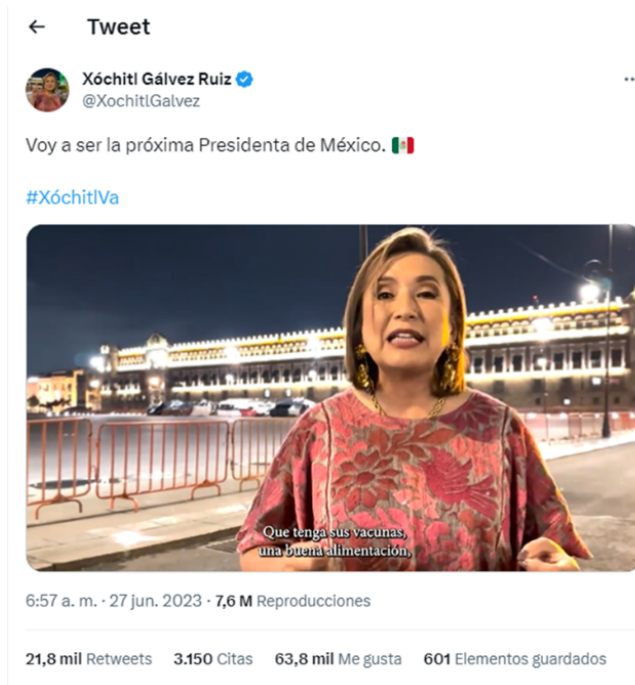 Tweet
Xóchitl Gálvez Ruiz
@XochitlGalvez
Voy a ser la próxima Presidenta de México. 🇲🇽
#XóchitlVa
Que tenga sus vacunas,
una buena alimentación,
6:57 a. m. · 27 jun. 2023 · 7,6 M Reproducciones
21,8 mil Retweets 3.150 Citas 63,8 mil Me gusta 601 Elementos guardados